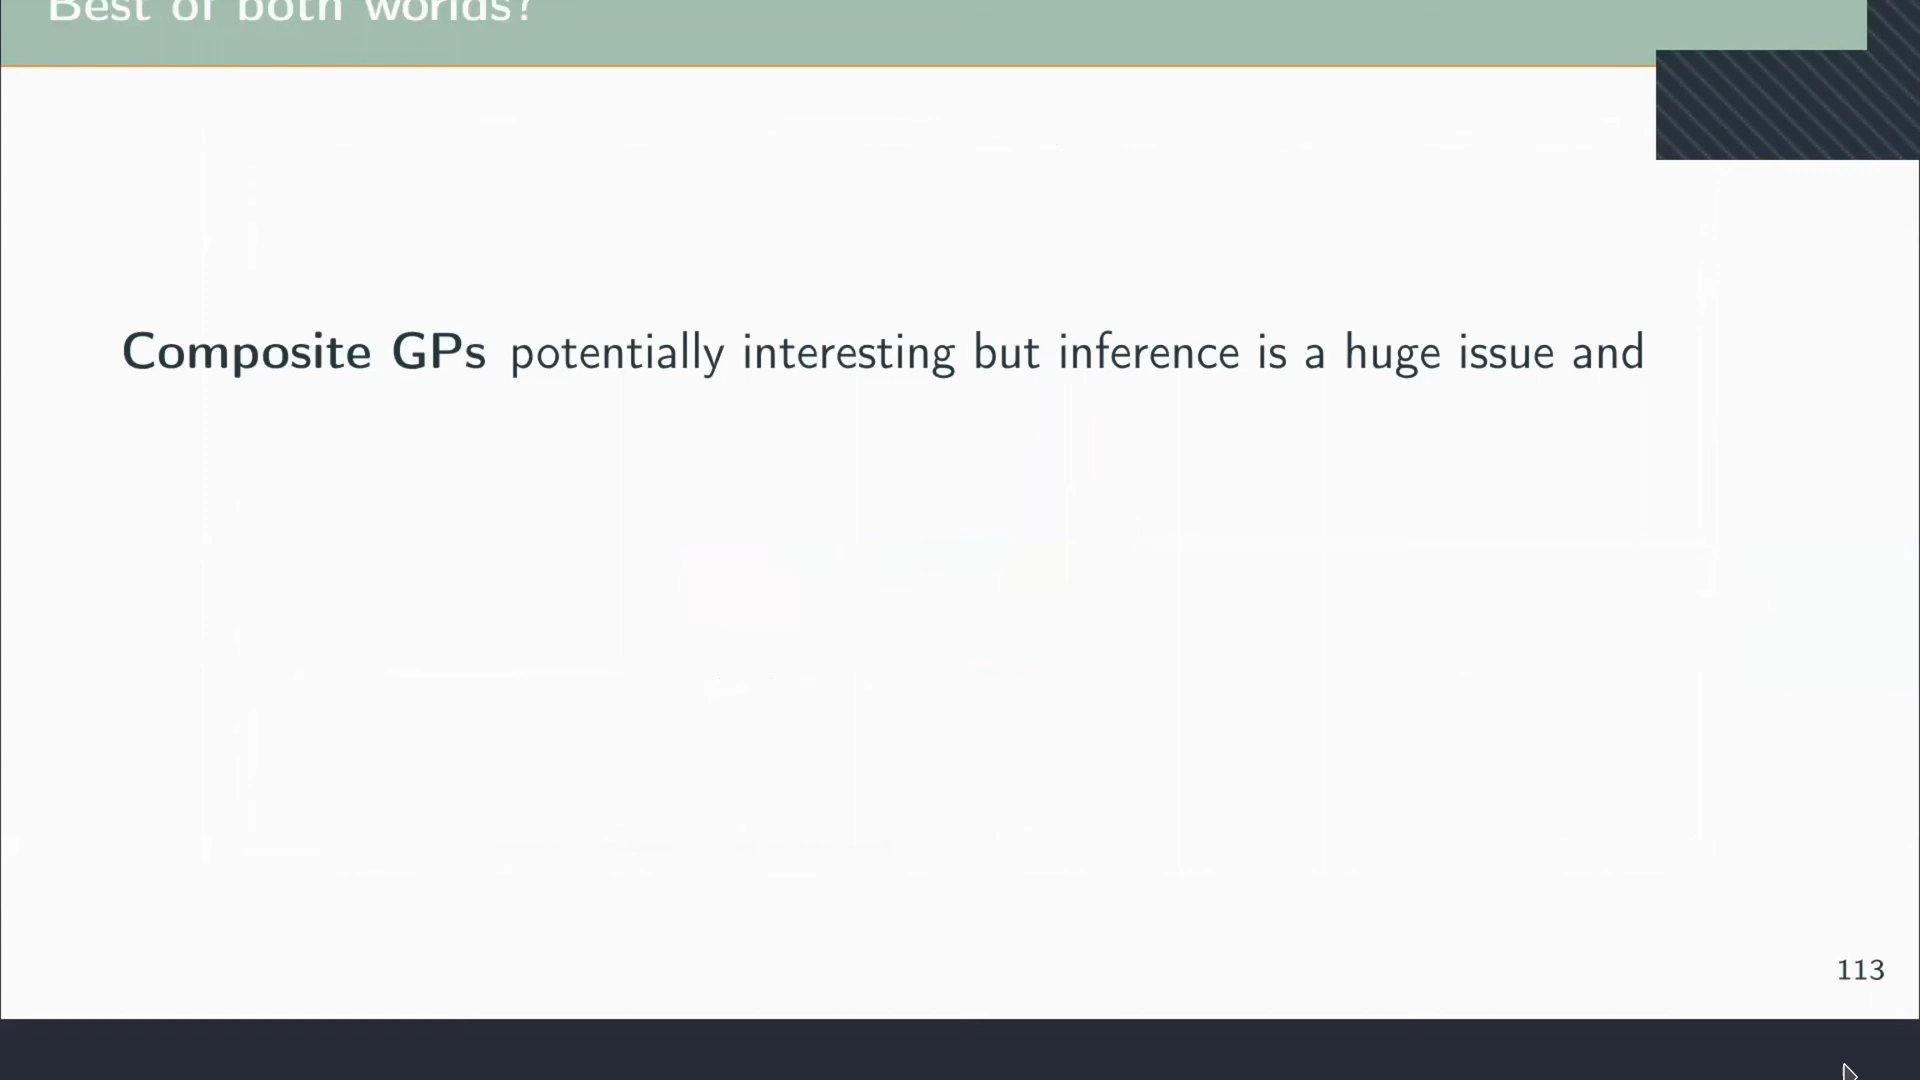 Best of both worlds?
Composite GPs potentially interesting but inference is a huge issue and
113